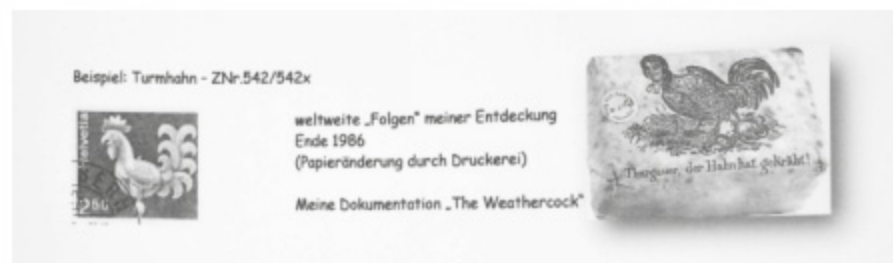 Beispiel: Turmhahn - ZNr.542/542x
weltweite „Folgen" meiner Entdeckung
Ende 1986
(Papieränderung durch Druckerei)
Meine Dokumentation „The Weathercock"
helvetia
der Hahn hat gekräht!